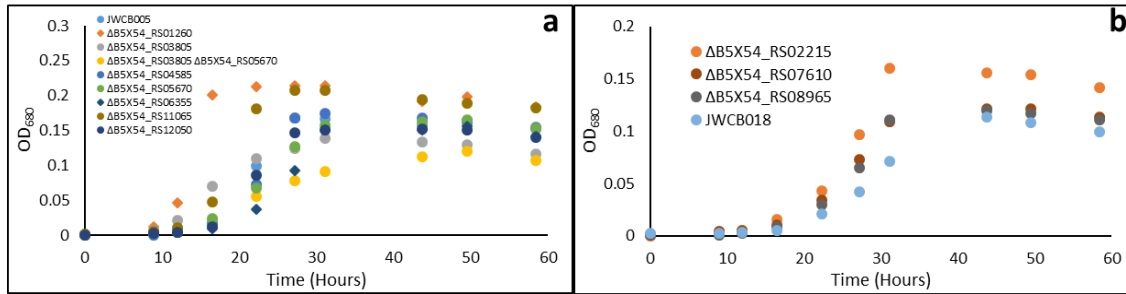 a
0.3
0.25
0.2
0.15
0.1
0.05
0
OD680
JWCB005
ΔB5X54_RS01260
ΔB5X54_RS03805
ΔB5X54_RS03805 ΔB5X54_RS05670
ΔB5X54_RS04585
ΔB5X54_RS05670
ΔB5X54_RS06355
ΔB5X54_RS11065
ΔB5X54_RS12050
0 10 20 30 40 50 60
Time (Hours)
b
0.2
0.15
0.1
0.05
0
OD680
ΔB5X54_RS02215
ΔB5X54_RS07610
ΔB5X54_RS08965
JWCB018
0 10 20 30 40 50 60
Time (Hours)